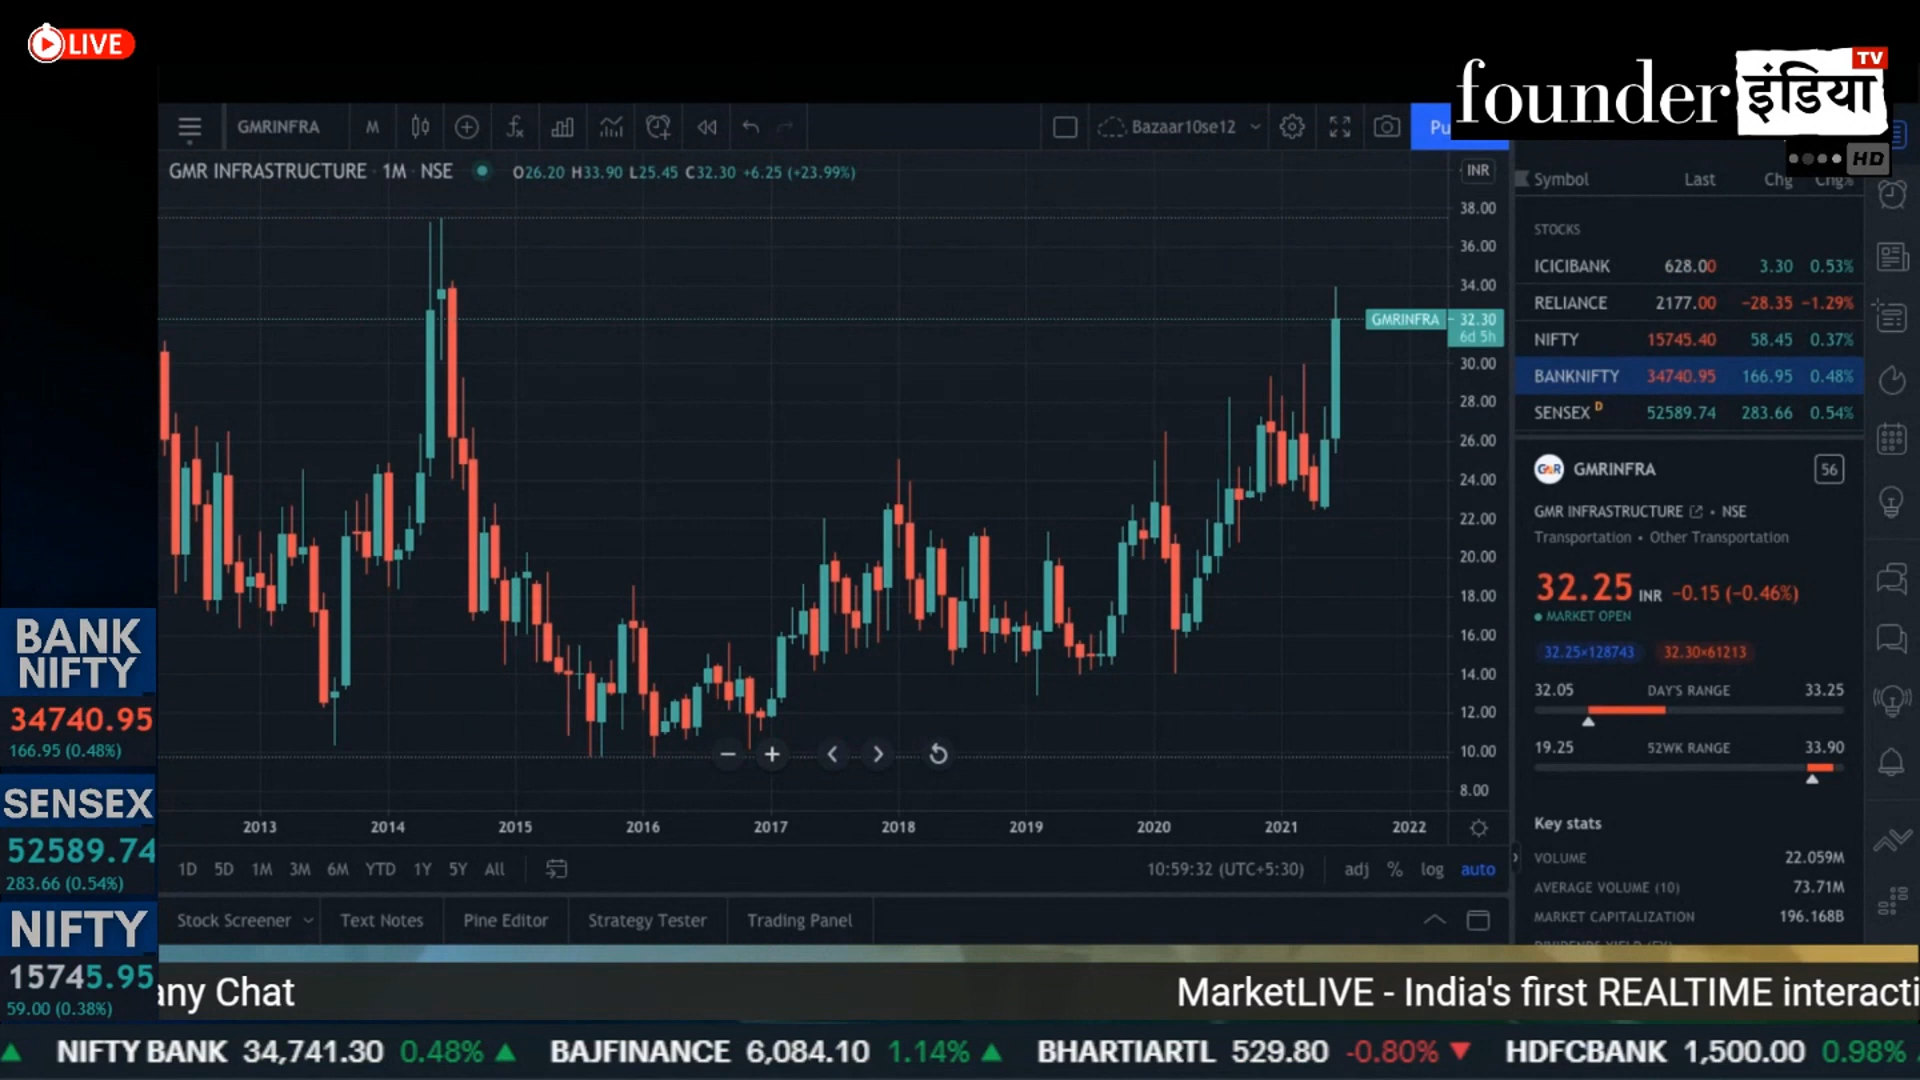 LIVE
founder इंडिया TV
HD
GMRINFRA M Bazaar10se12 Pu
GMR INFRASTRUCTURE · 1M · NSE O26.20 H33.90 L25.45 C32.30 +6.25 (+23.99%)
INR
38.00
36.00
34.00
GMRINFRA 32.30
6d 5h
30.00
28.00
26.00
24.00
22.00
20.00
18.00
16.00
14.00
12.00
10.00
8.00
2013 2014 2015 2016 2017 2018 2019 2020 2021 2022
1D 5D 1M 3M 6M YTD 1Y 5Y All 10:59:32 (UTC+5:30) adj % log auto
Stock Screener Text Notes Pine Editor Strategy Tester Trading Panel
Symbol Last Chg Chg%
STOCKS
ICICIBANK 628.00 3.30 0.53%
RELIANCE 2177.00 −28.35 −1.29%
NIFTY 15745.40 58.45 0.37%
BANKNIFTY 34740.95 166.95 0.48%
SENSEX D 52589.74 283.66 0.54%
GMR GMRINFRA 56
GMR INFRASTRUCTURE • NSE
Transportation • Other Transportation
32.25 INR −0.15 (−0.46%)
MARKET OPEN
32.25×128743 32.30×61213
32.05 DAY'S RANGE 33.25
19.25 52WK RANGE 33.90
Key stats
VOLUME 22.059M
AVERAGE VOLUME (10) 73.71M
MARKET CAPITALIZATION 196.168B
BANK
NIFTY
34740.95
166.95 (0.48%)
SENSEX
52589.74
283.66 (0.54%)
NIFTY
15745.95
59.00 (0.38%)
any Chat MarketLIVE - India's first REALTIME interacti
NIFTY BANK 34,741.30 0.48% ▲ BAJFINANCE 6,084.10 1.14% ▲ BHARTIARTL 529.80 -0.80% ▼ HDFCBANK 1,500.00 0.98%